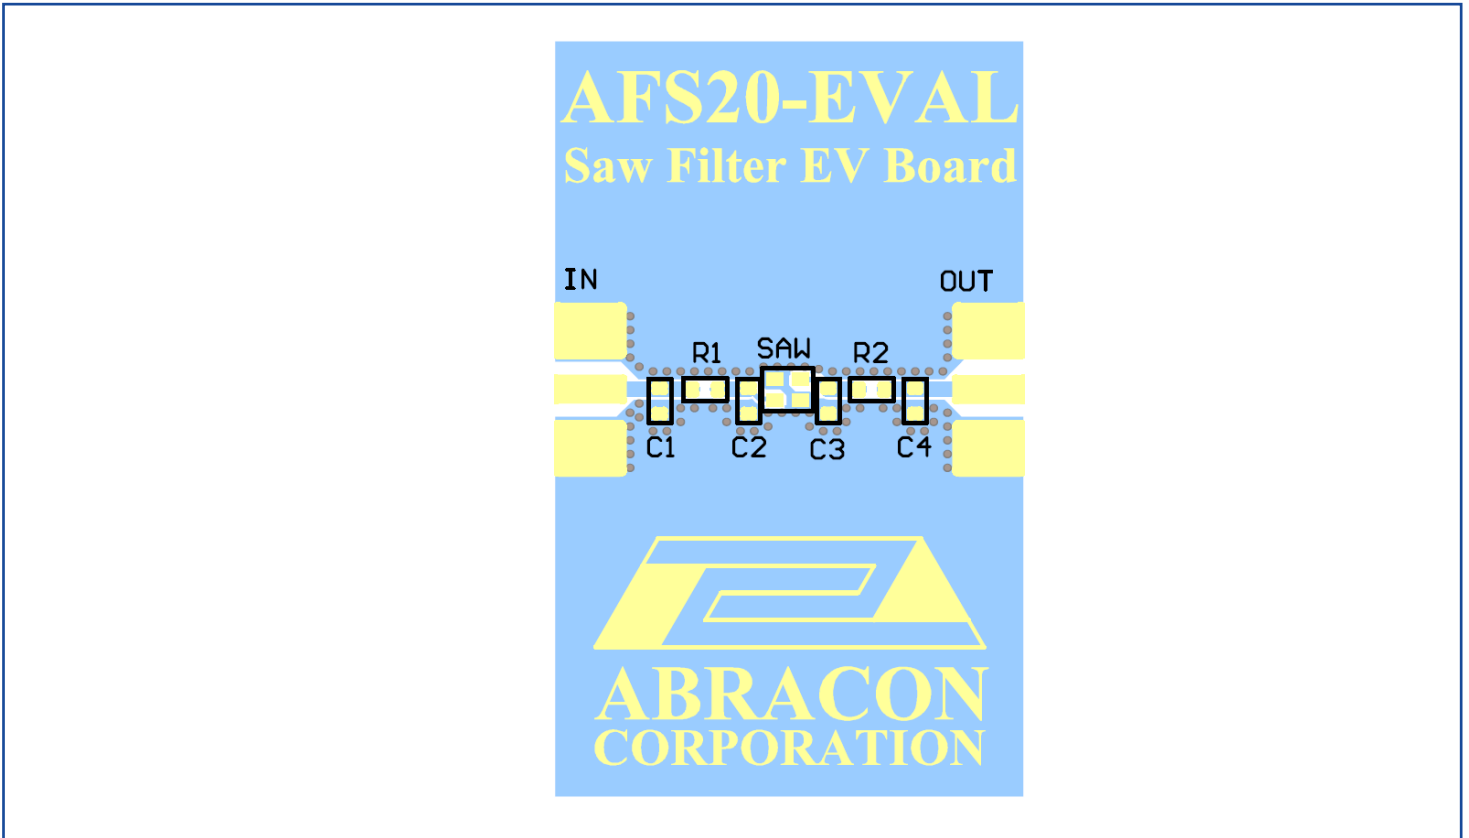 AFS20-EVAL
Saw Filter EV Board
IN
OUT
R1
SAW
R2
C1
C2
C3
C4
ABRACON
CORPORATION